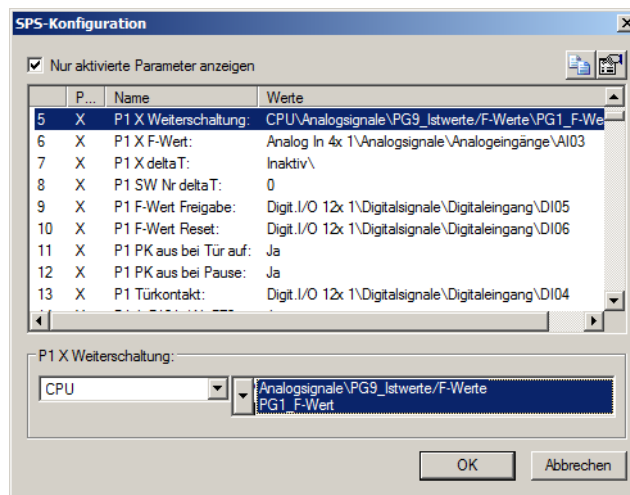 SPS-Konfiguration
Nur aktivierte Parameter anzeigen
P... Name Werte
5 X P1 X Weiterschaltung: CPU\Analogsignale\PG9_Istwerte/F-Werte\PG1_F-We
6 X P1 X F-Wert: Analog In 4x 1\Analogsignale\Analogeingänge\AI03
7 X P1 X deltaT: Inaktiv\
8 X P1 SW Nr deltaT: 0
9 X P1 F-Wert Freigabe: Digit.I/O 12x 1\Digitalsignale\Digitaleingang\DI05
10 X P1 F-Wert Reset: Digit.I/O 12x 1\Digitalsignale\Digitaleingang\DI06
11 X P1 PK aus bei Tür auf: Ja
12 X P1 PK aus bei Pause: Ja
13 X P1 Türkontakt: Digit.I/O 12x 1\Digitalsignale\Digitaleingang\DI04
P1 X Weiterschaltung:
CPU
Analogsignale\PG9_Istwerte/F-Werte
PG1_F-Wert
OK Abbrechen